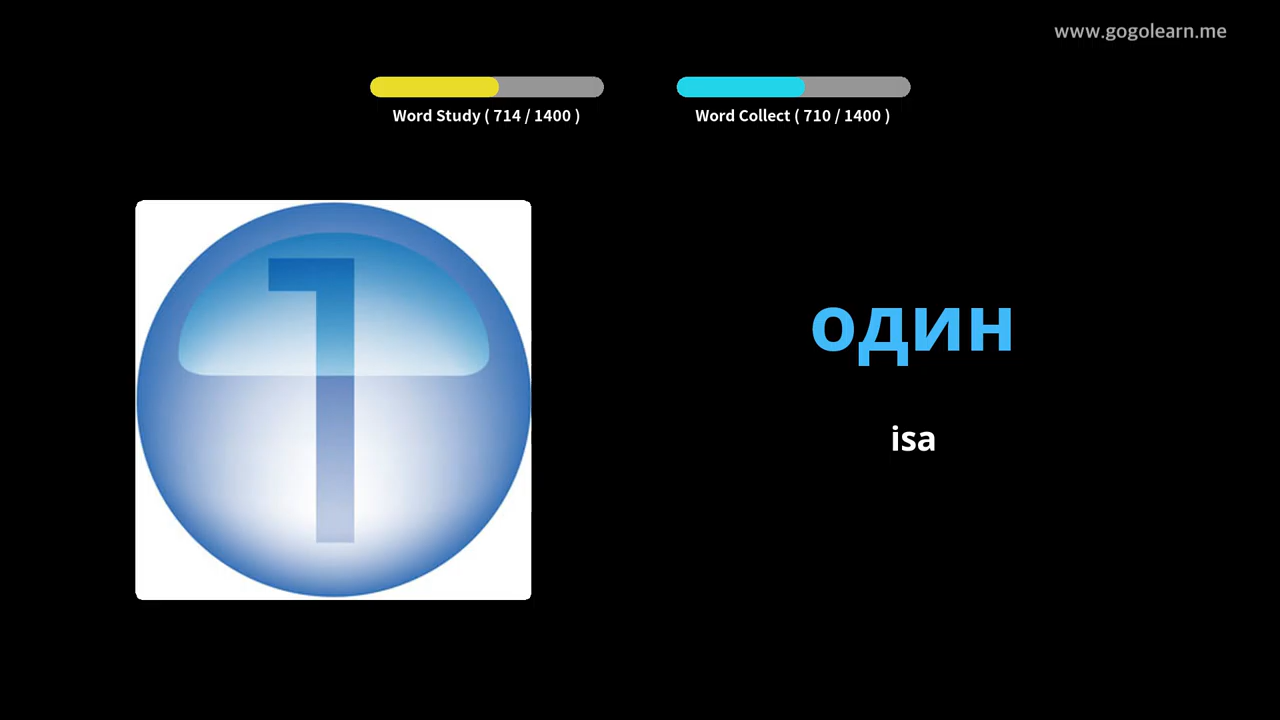 www.gogolearn.me
Word Study ( 714 / 1400 )
Word Collect ( 710 / 1400 )
1
один
isa